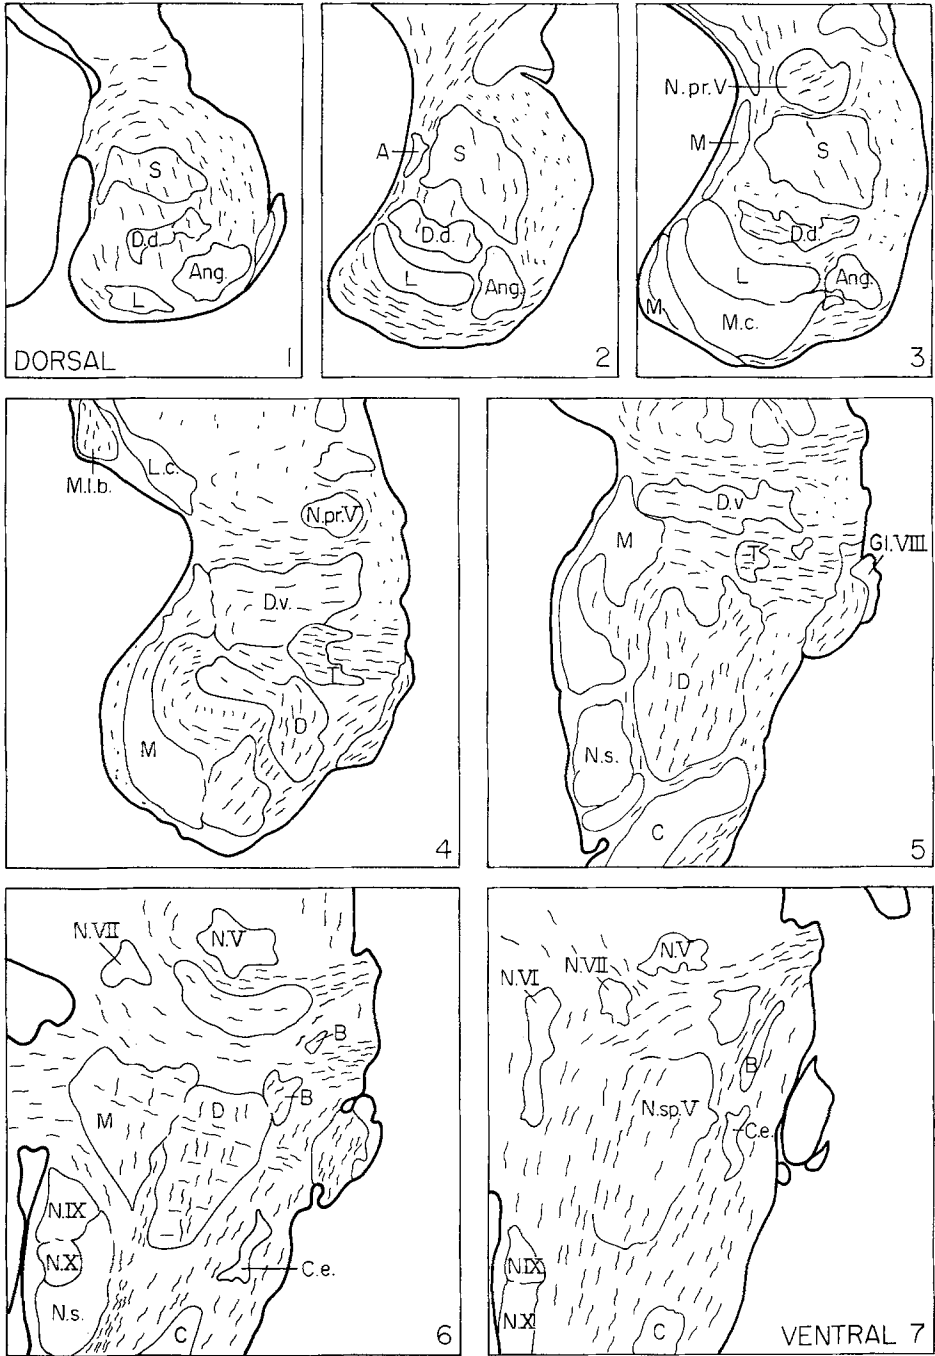 S
D.d.
Ang.
L
DORSAL
1
A
S
D.d.
L
Ang.
2
N.pr.V
M
S
D.d.
L
Ang.
M
M.c.
3
M.l.b.
L.c.
N.pr.V
D.v.
T
D
M
4
D.v
M
T
Gl.VIII
D
N.s.
C
5
N.VII
N.V
B
M
D
B
N.IX
N.X
C.e.
N.s.
C
6
N.VI
N.VII
N.V
B
N.sp.V
C.e.
N.IX
N.X
C
VENTRAL 7